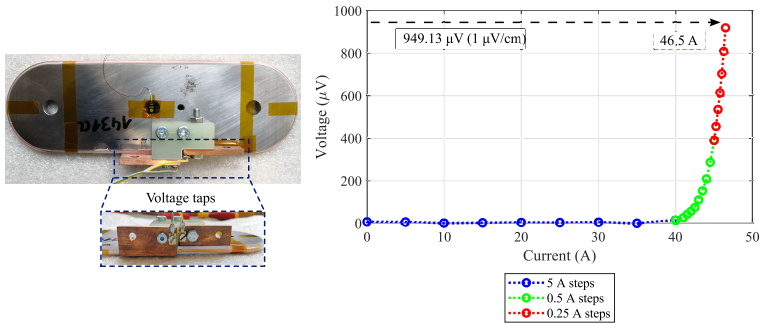 Voltage taps
1000
800
600
400
200
0
0
10
20
30
40
50
Voltage (µV)
Current (A)
949.13 µV (1 µV/cm)
46.5 A
5 A steps
0.5 A steps
0.25 A steps